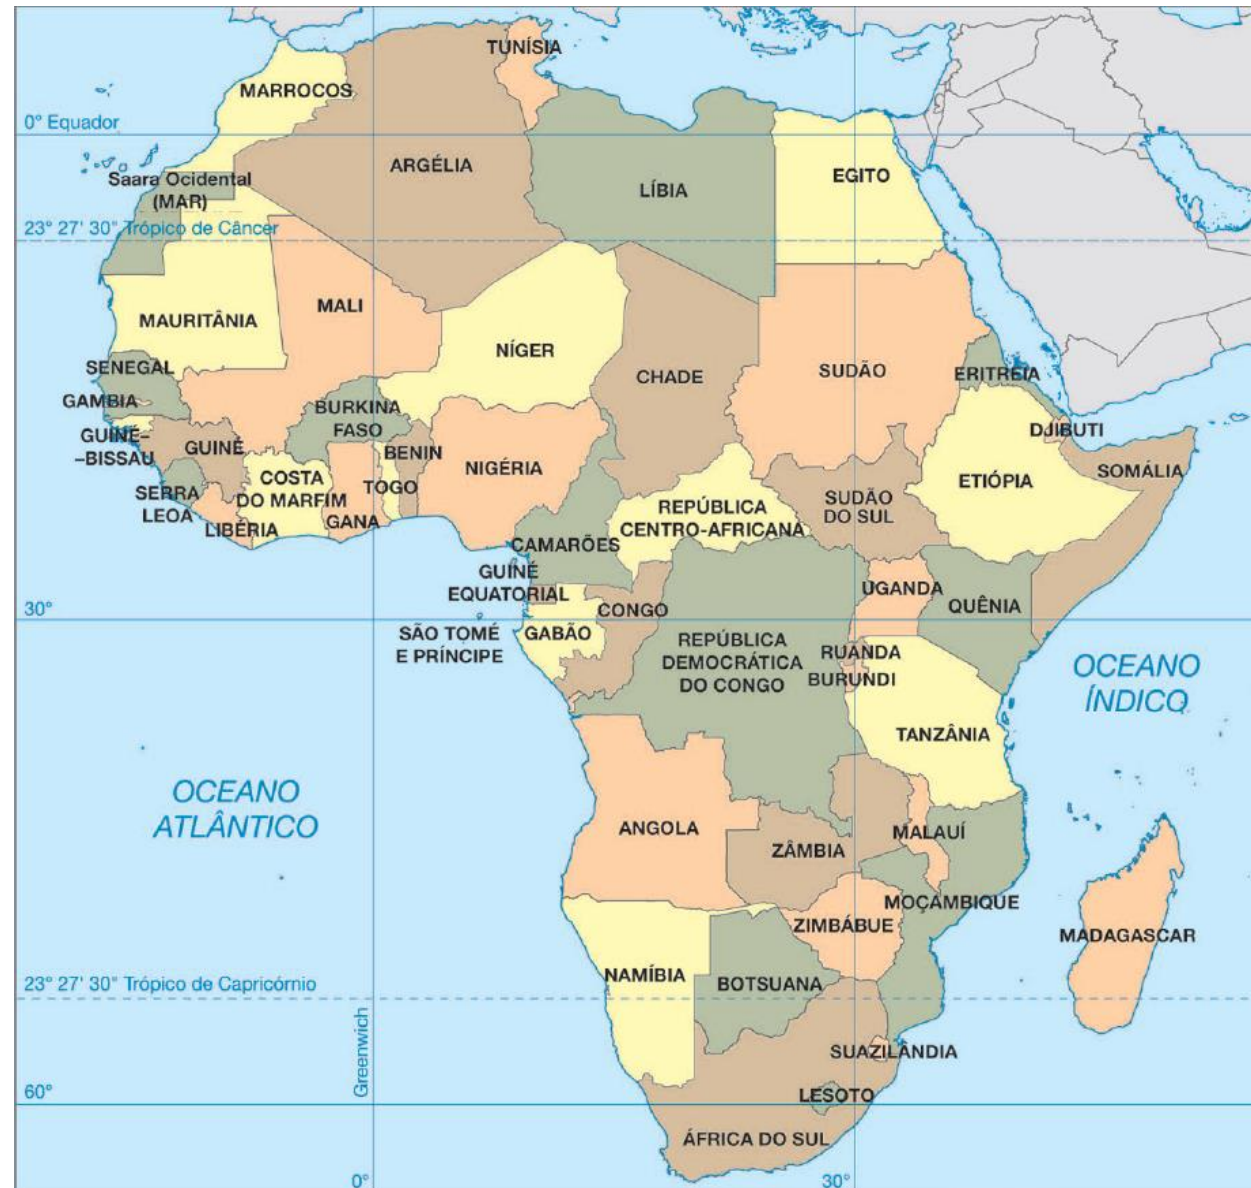 TUNÍSIA
MARROCOS
0° Equador
ARGÉLIA
LÍBIA
EGITO
Saara Ocidental
(MAR)
23° 27' 30" Trópico de Câncer
MALI
MAURITÂNIA
NÍGER
CHADE
SUDÃO
ERITREIA
SENEGAL
GAMBIA
BURKINA
FASO
DJIBUTI
GUINÉ–
–BISSAU
GUINÉ
BENIN
NIGÉRIA
SOMÁLIA
COSTA
DO MARFIM
TOGO
ETIÓPIA
SERRA
LEOA
SUDÃO
DO SUL
REPÚBLICA
CENTRO-AFRICANA
LIBÉRIA
GANA
CAMARÕES
GUINÉ
EQUATORIAL
UGANDA
QUÊNIA
CONGO
30°
SÃO TOMÉ
E PRÍNCIPE
GABÃO
REPÚBLICA
DEMOCRÁTICA
DO CONGO
RUANDA
BURUNDI
OCEANO
ÍNDICO
TANZÂNIA
OCEANO
ATLÂNTICO
ANGOLA
MALAUÍ
ZÂMBIA
MOÇAMBIQUE
ZIMBÁBUE
MADAGASCAR
NAMÍBIA
BOTSUANA
23° 27' 30" Trópico de Capricórnio
Greenwich
SUAZILÂNDIA
60°
LESOTO
ÁFRICA DO SUL
0°
30°